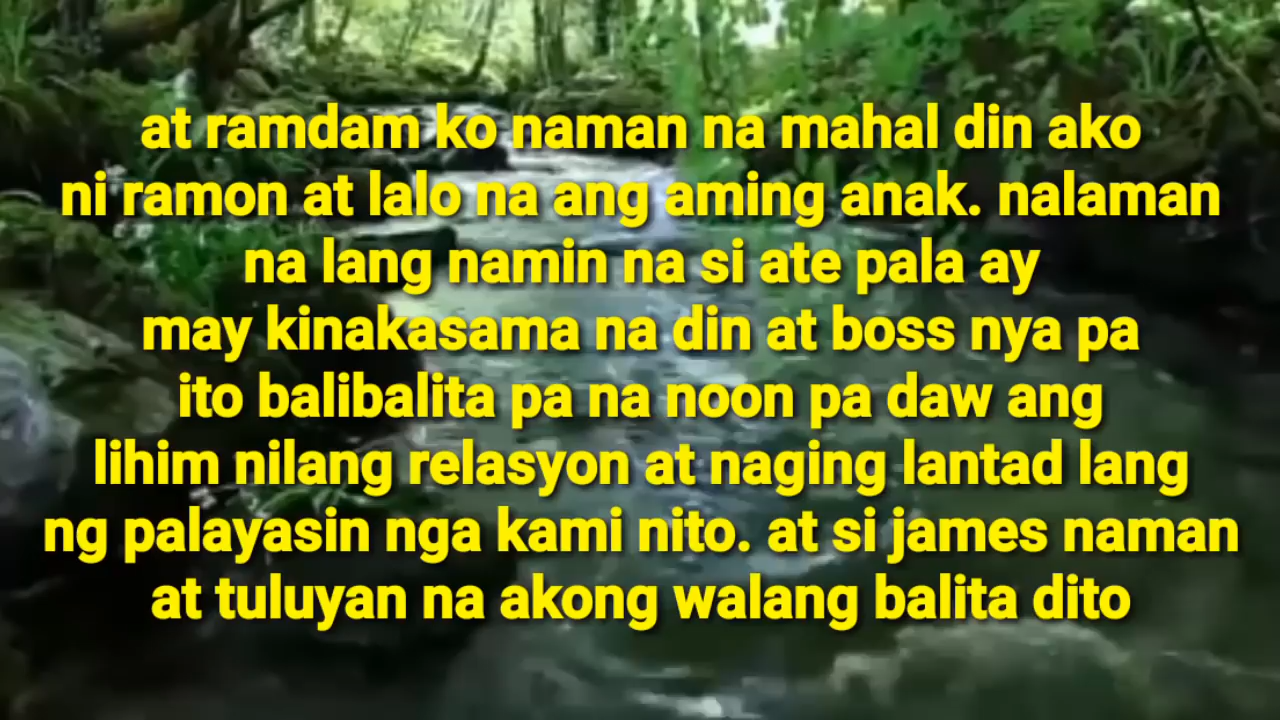 at ramdam ko naman na mahal din ako
ni ramon at lalo na ang aming anak. nalaman
na lang namin na si ate pala ay
may kinakasama na din at boss nya pa
ito balibalita pa na noon pa daw ang
lihim nilang relasyon at naging lantad lang
ng palayasin nga kami nito. at si james naman
at tuluyan na akong walang balita dito